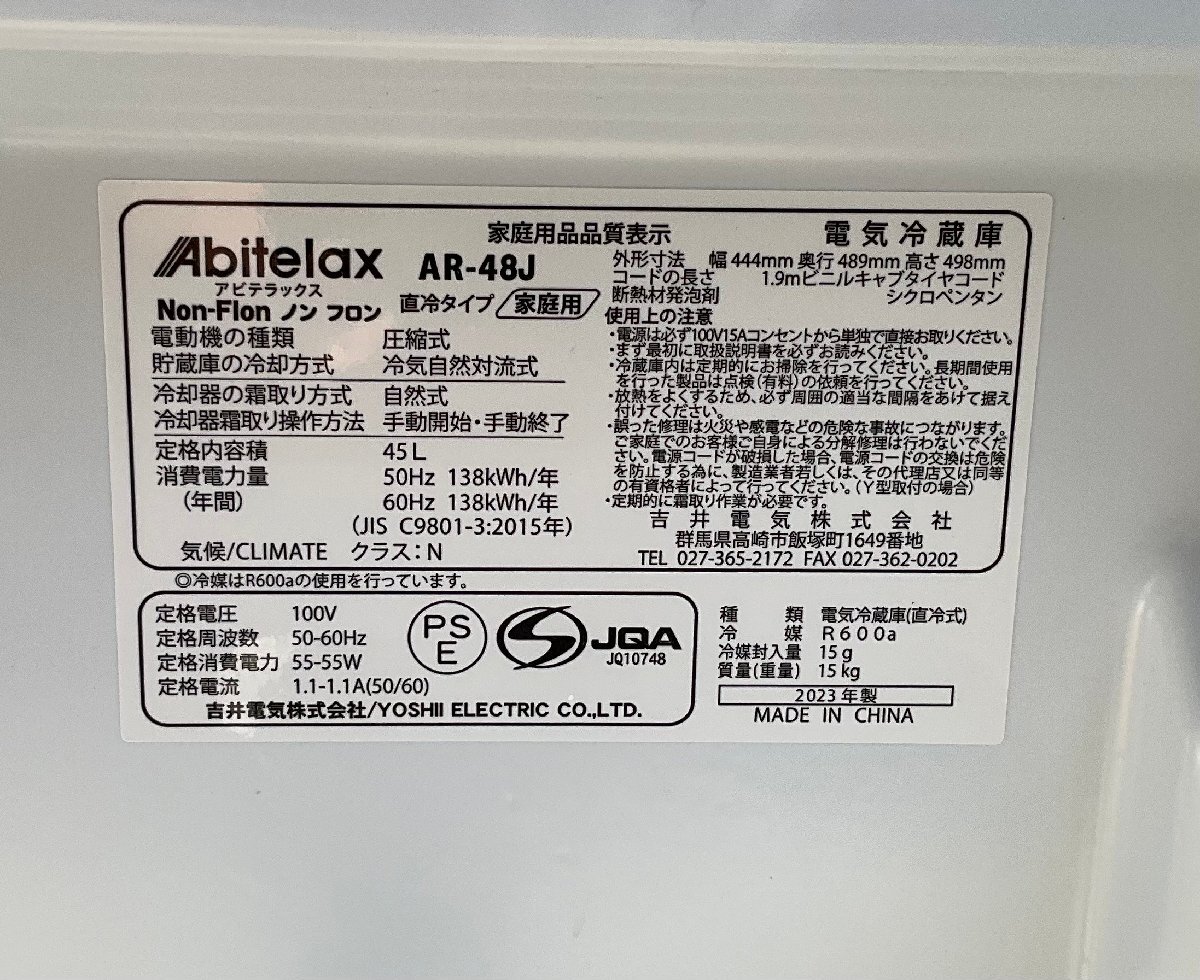 Abitelax
アビテラックス
AR-48J
家庭用品品質表示
電気冷蔵庫
Non-Flon ノン フロン
直冷タイプ/家庭用/
電動機の種類 圧縮式
貯蔵庫の冷却方式 冷気自然対流式
冷却器の霜取り方式 自然式
冷却器霜取り操作方法 手動開始・手動終了
定格内容積 45L
消費電力量 50Hz 138kWh/年
(年間) 60Hz 138kWh/年
(JIS C9801-3:2015年)
気候/CLIMATE クラス:N
外形寸法 幅444mm 奥行489mm 高さ498mm
コードの長さ 1.9mビニルキャブタイヤコード
断熱材発泡剤 シクロペンタン
使用上の注意
・電源は必ず100V15Aコンセントから単独で直接お取りください。
・まず最初に取扱説明書を必ずお読みください。
・冷蔵庫内は定期的にお掃除を行ってください。長期間使用
を行った製品は点検(有料)の依頼を行ってください。
・放熱をよくするため、必ず周囲の適当な間隔をあけて据え
付けてください。
・誤った修理は火災や感電などの危険な事故につながります。
ご家庭でのお客様ご自身による分解修理は行わないでくだ
さい。電源コードが破損した場合、電源コードの交換は危険
を防止する為に、製造業者若しくは、その代理店又は同等
の有資格者によって行ってください。(Y型取付の場合)
・定期的に霜取り作業が必要です。
吉井電気株式会社
群馬県高崎市飯塚町1649番地
TEL 027-365-2172 FAX 027-362-0202
◎冷媒はR600aの使用を行っています。
定格電圧 100V
定格周波数 50-60Hz
定格消費電力 55-55W
定格電流 1.1-1.1A(50/60)
PS
E
JQA
JQ10748
吉井電気株式会社/YOSHII ELECTRIC CO.,LTD.
種類 電気冷蔵庫(直冷式)
冷媒 R600a
冷媒封入量 15g
質量(重量) 15kg
2023年製
MADE IN CHINA